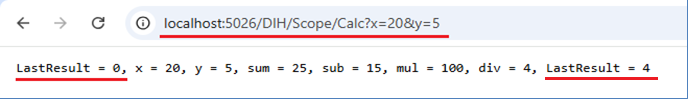 localhost:5026/DIH/Scope/Calc?x=20&y=5
LastResult = 0, x = 20, y = 5, sum = 25, sub = 15, mul = 100, div = 4, LastResult = 4